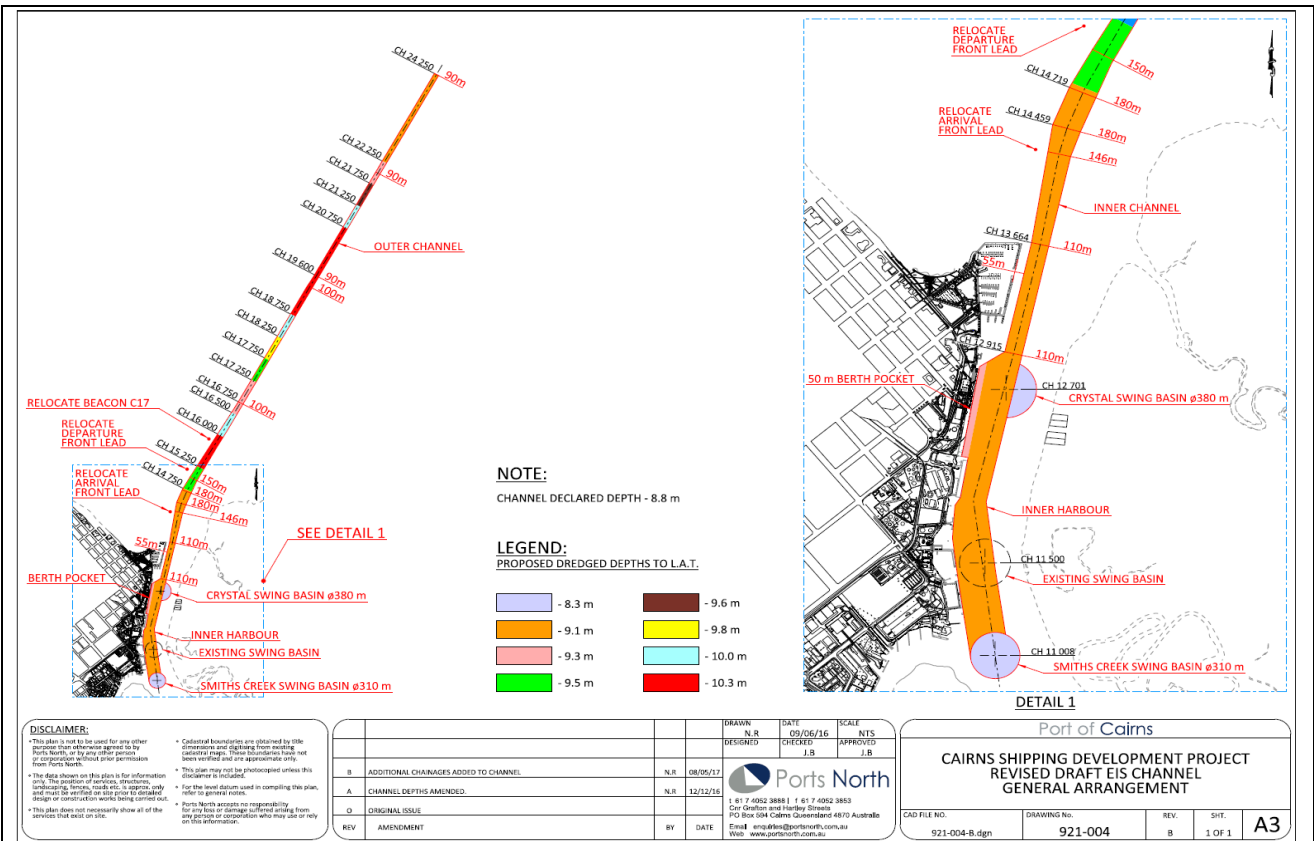 CH 24 250
90m
CH 22 250
CH 21 750
90m
CH 21 250
CH 20 750
OUTER CHANNEL
CH 19 600
90m
100m
CH 18 750
CH 18 250
CH 17 750
CH 17 250
CH 16 750
CH 16 500
100m
RELOCATE BEACON C17
CH 16 000
RELOCATE
DEPARTURE
FRONT LEAD
CH 15 250
CH 14 750
150m
180m
180m
RELOCATE
ARRIVAL
FRONT LEAD
146m
SEE DETAIL 1
55m
110m
BERTH POCKET
110m
CRYSTAL SWING BASIN ø380 m
INNER HARBOUR
EXISTING SWING BASIN
SMITHS CREEK SWING BASIN ø310 m
NOTE:
CHANNEL DECLARED DEPTH - 8.8 m
LEGEND:
PROPOSED DREDGED DEPTHS TO L.A.T.
- 8.3 m
- 9.6 m
- 9.1 m
- 9.8 m
- 9.3 m
- 10.0 m
- 9.5 m
- 10.3 m
RELOCATE
DEPARTURE
FRONT LEAD
150m
CH 14 719
180m
RELOCATE
ARRIVAL
FRONT LEAD
CH 14 459
180m
146m
INNER CHANNEL
CH 13 664
110m
55m
CH 12 915
110m
50 m BERTH POCKET
CH 12 701
CRYSTAL SWING BASIN ø380 m
INNER HARBOUR
CH 11 500
EXISTING SWING BASIN
CH 11 008
SMITHS CREEK SWING BASIN ø310 m
DETAIL 1
DISCLAIMER:
• This plan is not to be used for any other
purpose than otherwise agreed to by
Ports North, or by any other person
or corporation without prior permission
from Ports North.
• The data shown on this plan is for information
only. The position of services, structures,
landscaping, fences, roads etc. is approx. only
and must be verified on site prior to detailed
design or construction works being carried out.
• This plan does not necessarily show all of the
services that exist on site.
• Cadastral boundaries are obtained by title
dimensions and digitising from existing
cadastral maps. These boundaries have not
been verified and are approximate only.
• This plan may not be photocopied unless this
disclaimer is included.
• For the level datum used in compiling this plan,
refer to general notes.
• Ports North accepts no responsibility
for any loss or damage suffered arising from
any person or corporation who may use or rely
on this information.
B ADDITIONAL CHAINAGES ADDED TO CHANNEL N.R 08/05/17
A CHANNEL DEPTHS AMENDED. N.R 12/12/16
O ORIGINAL ISSUE
REV AMENDMENT BY DATE
DRAWN DATE SCALE
N.R 09/06/16 NTS
DESIGNED CHECKED APPROVED
J.B J.B
Ports North
t 61 7 4052 3888 | f 61 7 4052 3853
Cnr Grafton and Hartley Streets
PO Box 594 Cairns Queensland 4870 Australia
Email enquiries@portsnorth.com.au
Web www.portsnorth.com.au
Port of Cairns
CAIRNS SHIPPING DEVELOPMENT PROJECT
REVISED DRAFT EIS CHANNEL
GENERAL ARRANGEMENT
CAD FILE NO. DRAWING No. REV. SHT. A3
921-004-B.dgn 921-004 B 1 OF 1